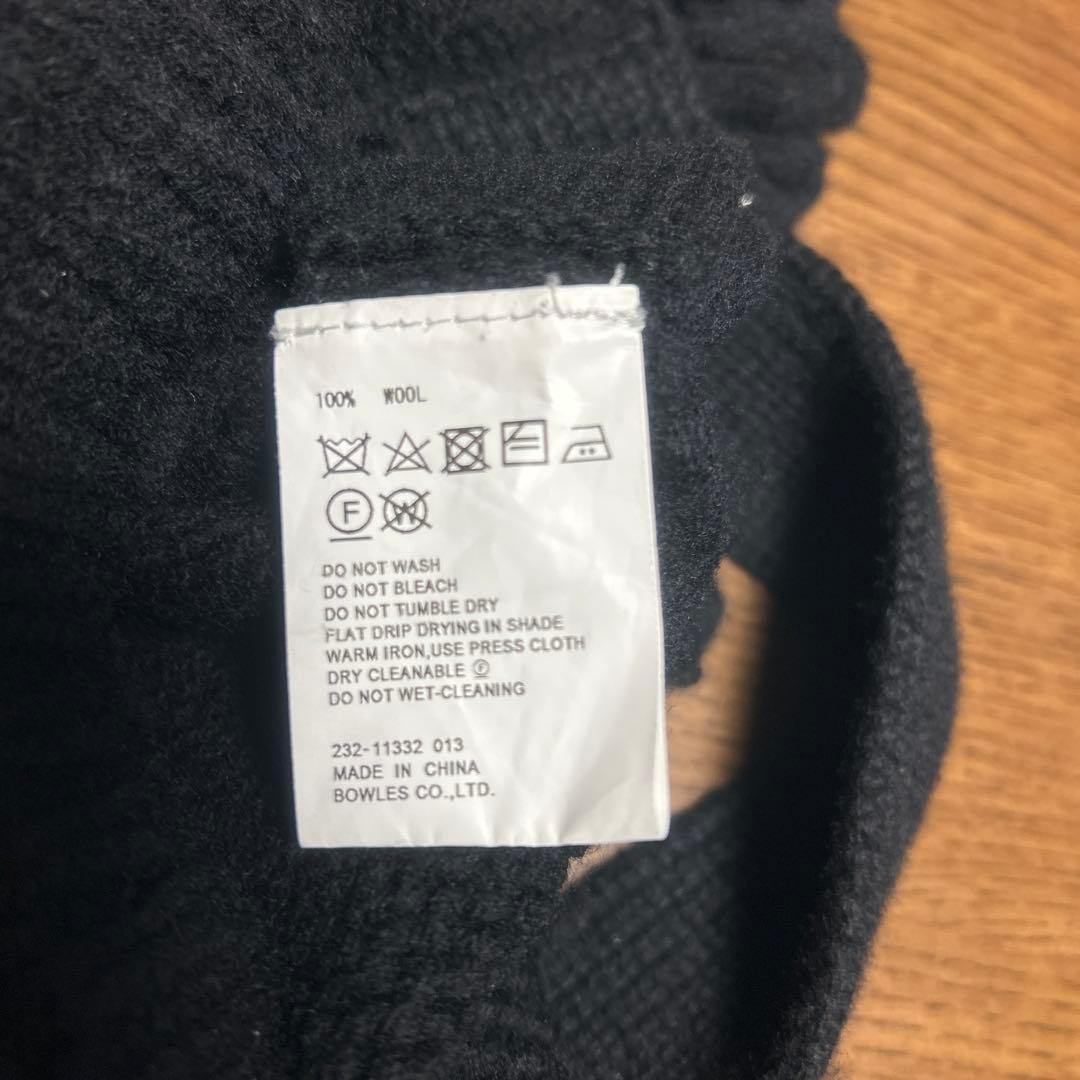 100% WOOL
F W
DO NOT WASH
DO NOT BLEACH
DO NOT TUMBLE DRY
FLAT DRIP DRYING IN SHADE
WARM IRON,USE PRESS CLOTH
DRY CLEANABLE Ⓕ
DO NOT WET-CLEANING
232-11332 013
MADE IN CHINA
BOWLES CO.,LTD.